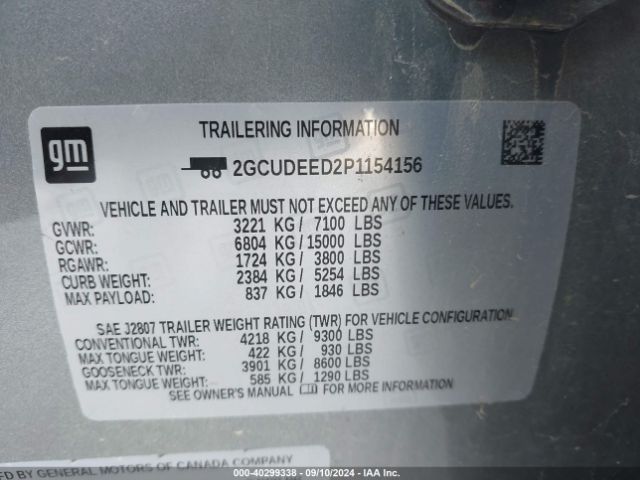 gm
TRAILERING INFORMATION
2GCUDEED2P1154156
VEHICLE AND TRAILER MUST NOT EXCEED ANY OF THESE VALUES.
GVWR: 3221 KG / 7100 LBS
GCWR: 6804 KG / 15000 LBS
RGAWR: 1724 KG / 3800 LBS
CURB WEIGHT: 2384 KG / 5254 LBS
MAX PAYLOAD: 837 KG / 1846 LBS
SAE J2807 TRAILER WEIGHT RATING (TWR) FOR VEHICLE CONFIGURATION
CONVENTIONAL TWR: 4218 KG / 9300 LBS
MAX TONGUE WEIGHT: 422 KG / 930 LBS
GOOSENECK TWR: 3901 KG / 8600 LBS
MAX TONGUE WEIGHT: 585 KG / 1290 LBS
SEE OWNER'S MANUAL FOR MORE INFORMATION
BY GENERAL MOTORS OF CANADA COMPANY
000-40299338 - 09/10/2024 - IAA Inc.